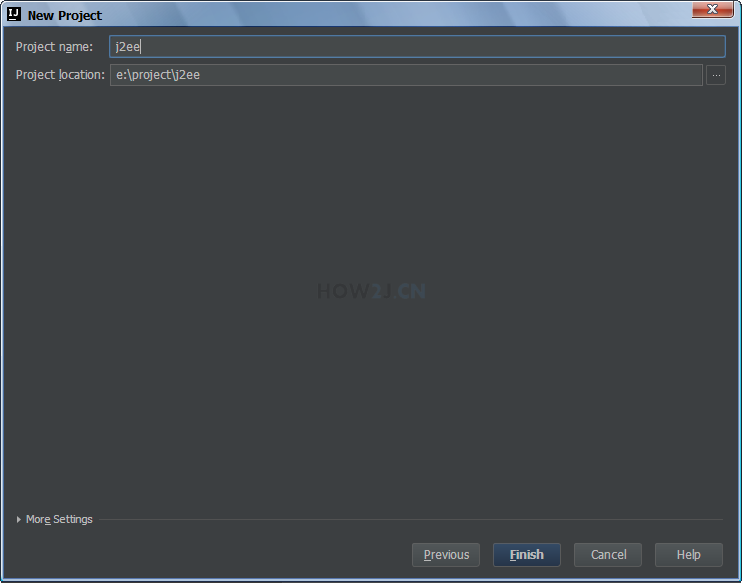 IJ New Project
Project name: j2ee
Project location: e:\project\j2ee ...
HOW2J.CN
More Settings
Previous Finish Cancel Help